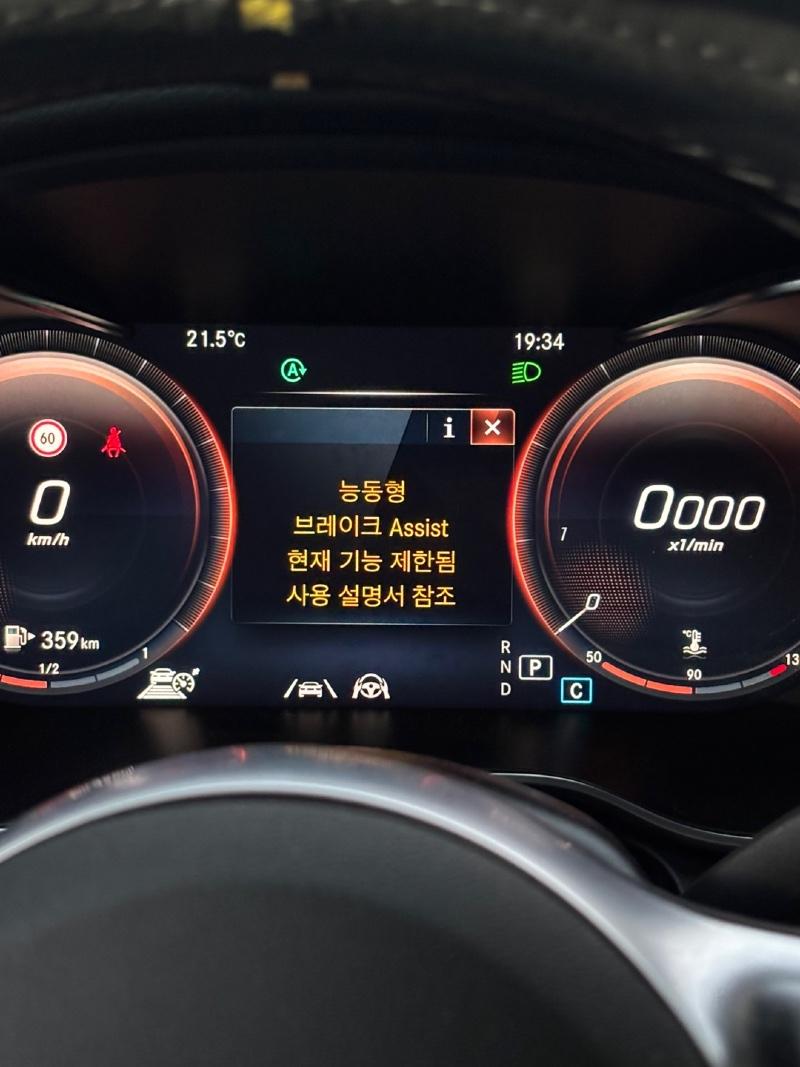 21.5°C
19:34
A
60
i
능동형
브레이크 Assist
현재 기능 제한됨
사용 설명서 참조
0
km/h
0000
x1/min
7
0
359 km
1/2
1
R
N
D
P
C
°C
50
90
13